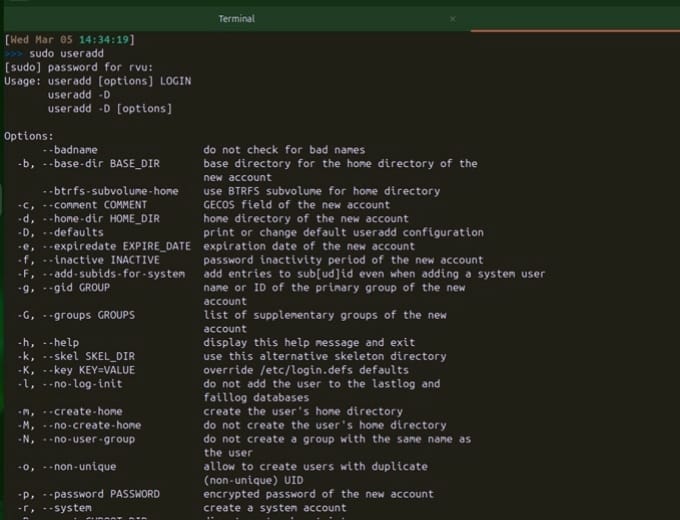 Terminal
×
[Wed Mar 05 14:34:19]
>>> sudo useradd
[sudo] password for rvu:
Usage: useradd [options] LOGIN
       useradd -D
       useradd -D [options]

Options:
      --badname                 do not check for bad names
  -b, --base-dir BASE_DIR       base directory for the home directory of the
                                new account
      --btrfs-subvolume-home    use BTRFS subvolume for home directory
  -c, --comment COMMENT         GECOS field of the new account
  -d, --home-dir HOME_DIR       home directory of the new account
  -D, --defaults                print or change default useradd configuration
  -e, --expiredate EXPIRE_DATE  expiration date of the new account
  -f, --inactive INACTIVE       password inactivity period of the new account
  -F, --add-subids-for-system   add entries to sub[ud]id even when adding a system user
  -g, --gid GROUP               name or ID of the primary group of the new
                                account
  -G, --groups GROUPS           list of supplementary groups of the new
                                account
  -h, --help                    display this help message and exit
  -k, --skel SKEL_DIR           use this alternative skeleton directory
  -K, --key KEY=VALUE           override /etc/login.defs defaults
  -l, --no-log-init             do not add the user to the lastlog and
                                faillog databases
  -m, --create-home             create the user's home directory
  -M, --no-create-home          do not create the user's home directory
  -N, --no-user-group           do not create a group with the same name as
                                the user
  -o, --non-unique              allow to create users with duplicate
                                (non-unique) UID
  -p, --password PASSWORD       encrypted password of the new account
  -r, --system                  create a system account